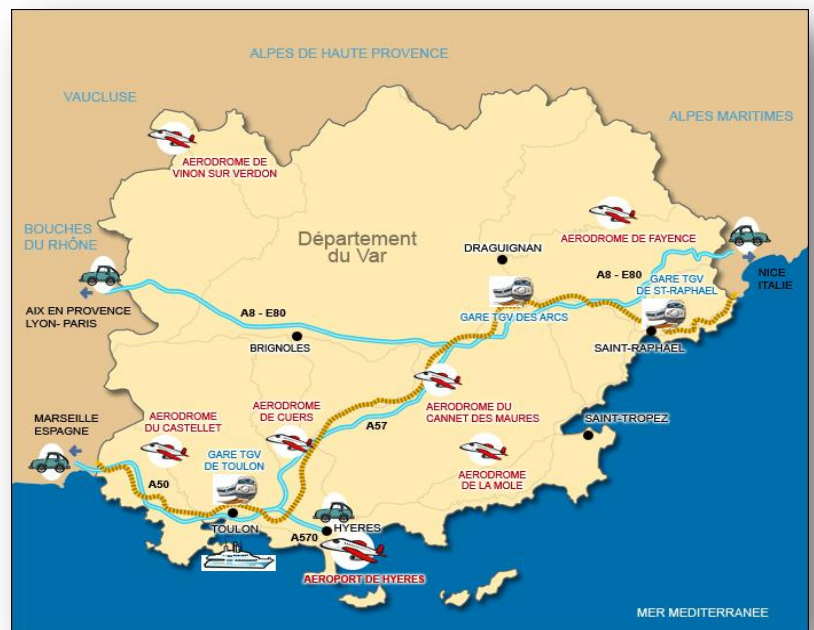 ALPES DE HAUTE PROVENCE
VAUCLUSE
ALPES MARITIMES
AERODROME DE
VINON SUR VERDON
BOUCHES
DU RHÔNE
Département
du Var
DRAGUIGNAN
AERODROME DE FAYENCE
A8 - E80
GARE TGV
DE ST-RAPHAEL
NICE
ITALIE
AIX EN PROVENCE
LYON- PARIS
A8 - E80
GARE TGV DES ARCS
BRIGNOLES
SAINT-RAPHAËL
MARSEILLE
ESPAGNE
AERODROME
DU CASTELLET
AERODROME
DE CUERS
A57
AERODROME DU
CANNET DES MAURES
SAINT-TROPEZ
GARE TGV
DE TOULON
AERODROME
DE LA MOLE
A50
TOULON
A570
HYERES
AEROPORT DE HYERES
MER MEDITERRANEE